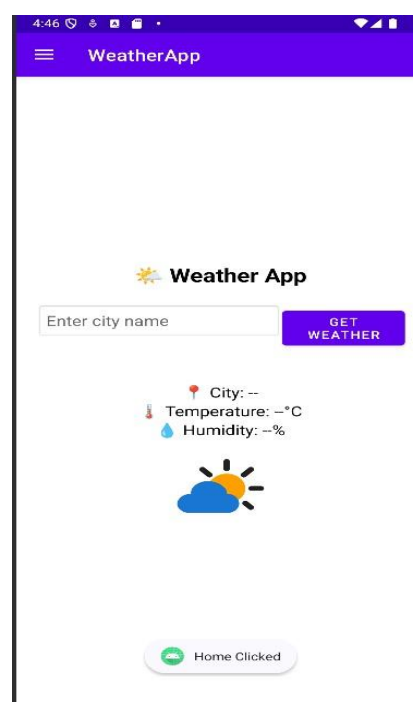 4:46
WeatherApp
🌤️ Weather App
Enter city name
GET
WEATHER
📍 City: --
🌡️ Temperature: --°C
💧 Humidity: --%
Home Clicked